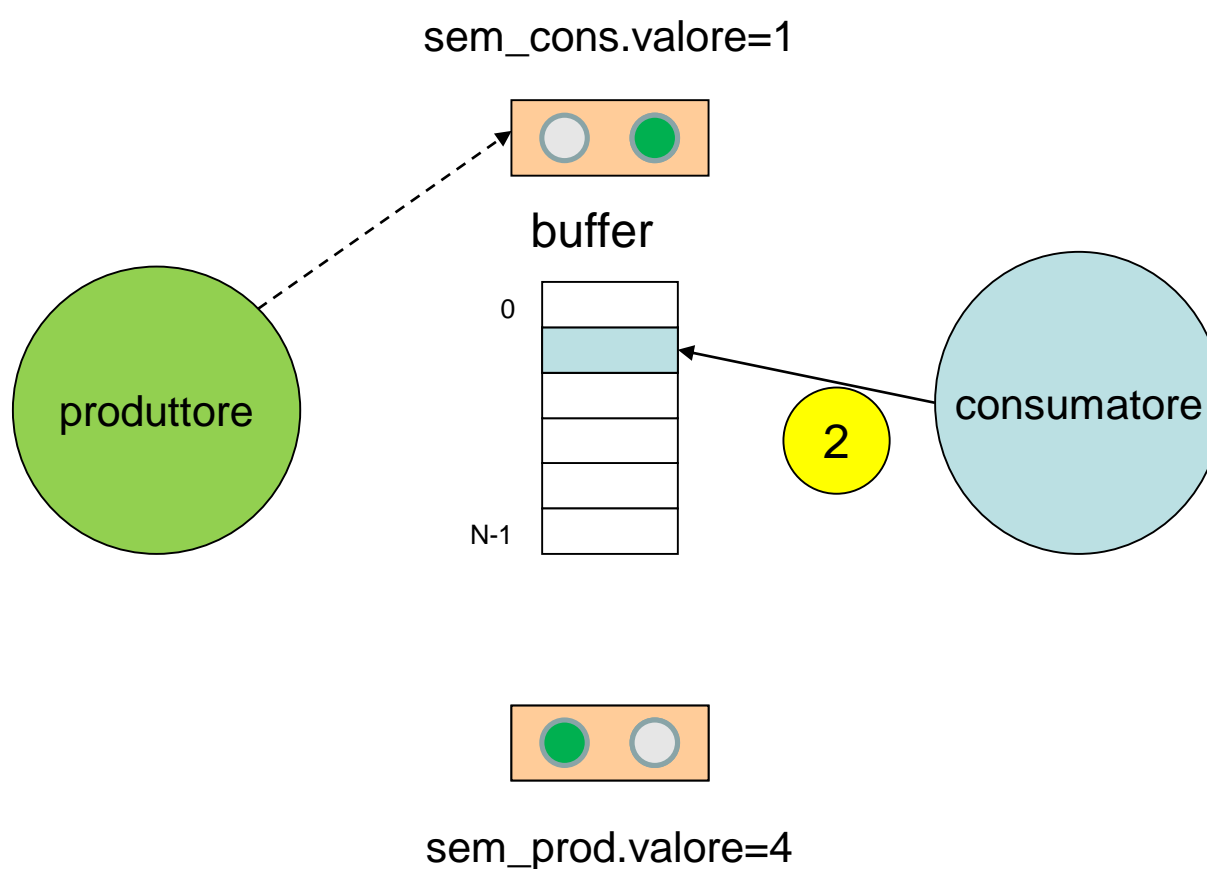 sem_cons.valore=1
buffer
0
produttore
consumatore
2
N-1
sem_prod.valore=4